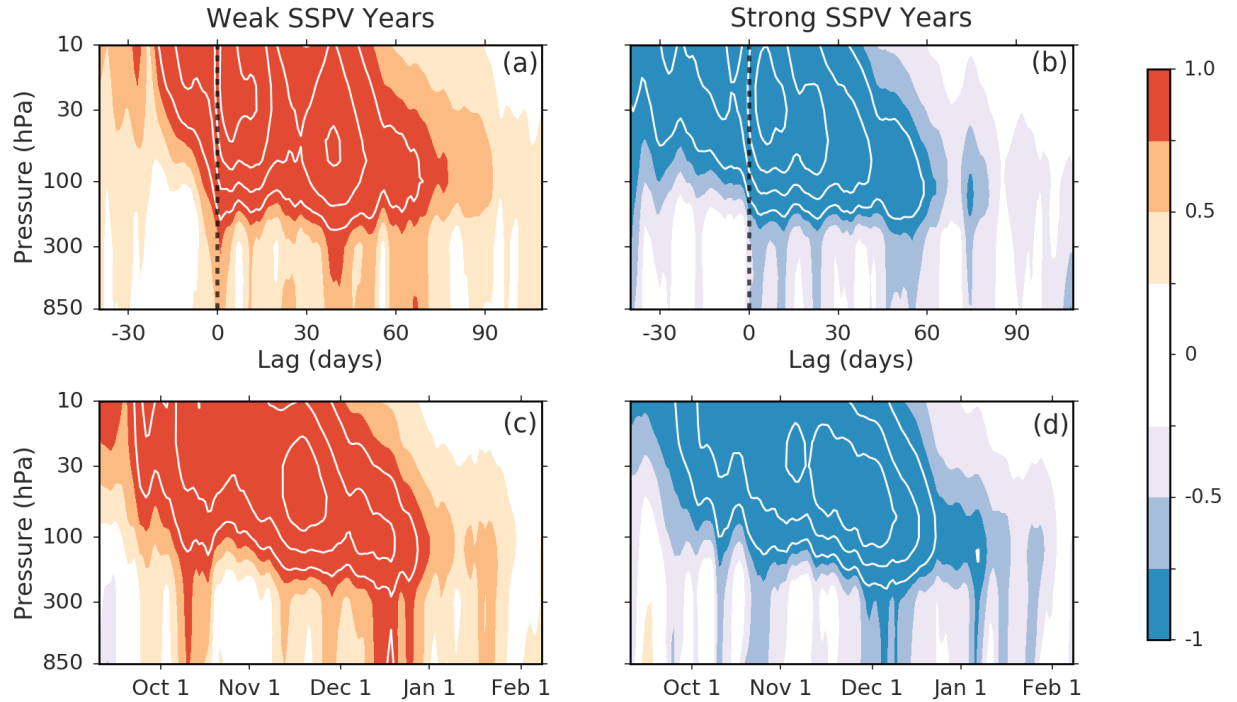 Weak SSPV Years
Strong SSPV Years
10
30
100
300
850
Pressure (hPa)
(a)
-30
0
30
60
90
Lag (days)
(b)
-30
0
30
60
90
Lag (days)
1.0
0.5
0
-0.5
-1
10
30
100
300
850
Pressure (hPa)
(c)
Oct 1
Nov 1
Dec 1
Jan 1
Feb 1
(d)
Oct 1
Nov 1
Dec 1
Jan 1
Feb 1